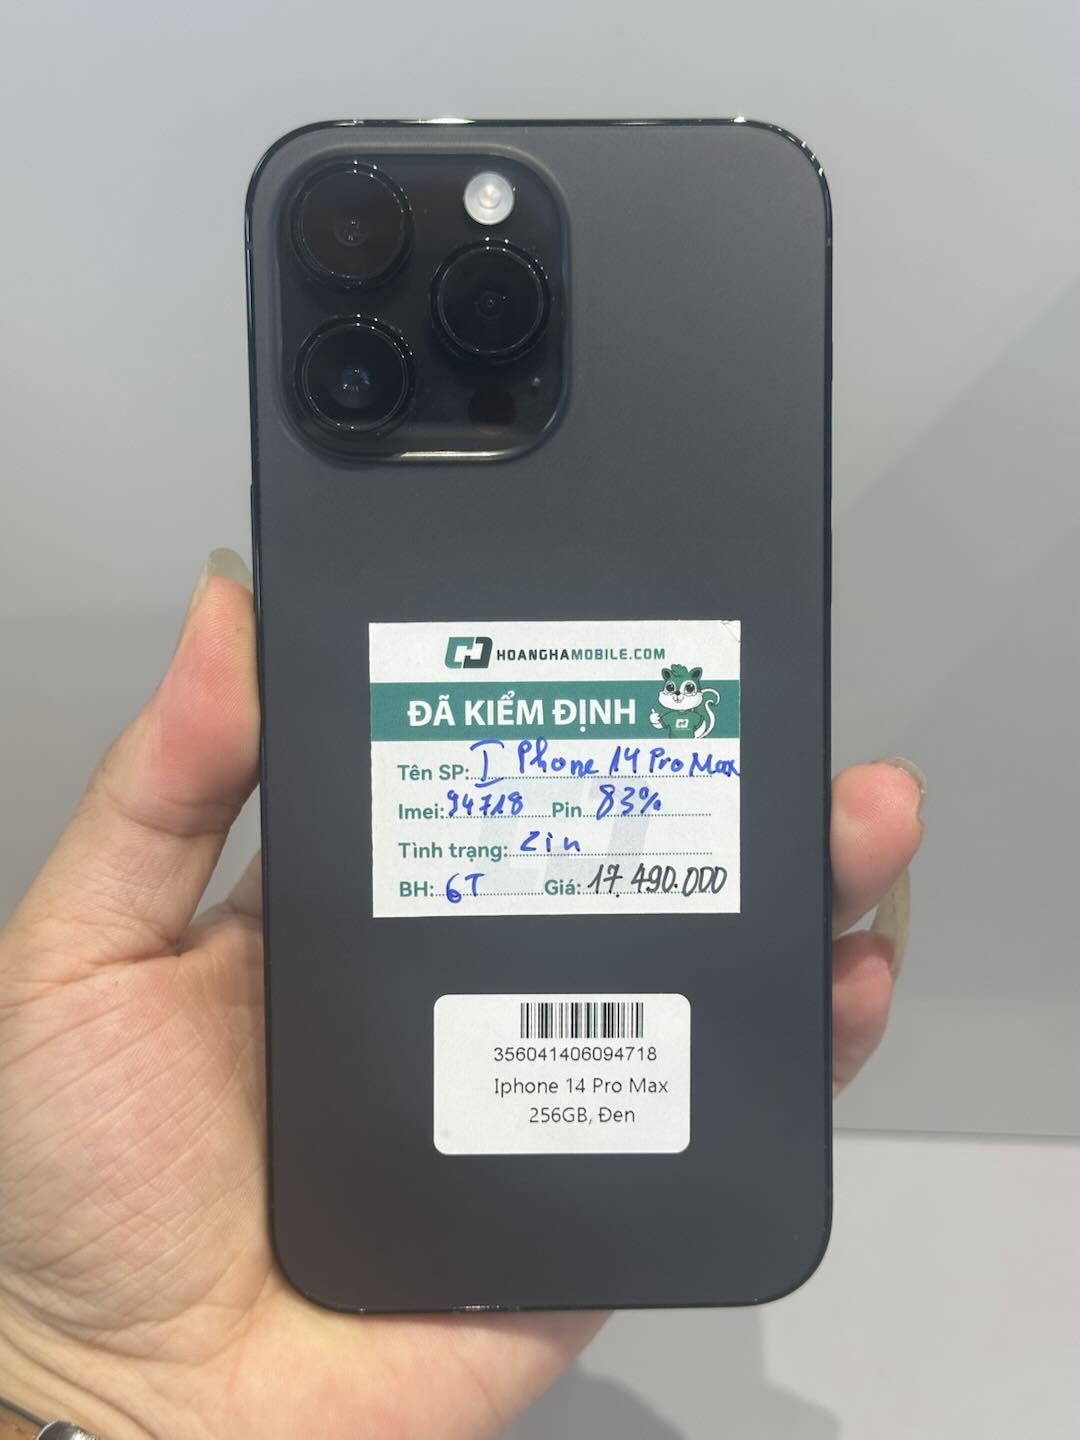 HOANGHAMOBILE.COM
ĐÃ KIỂM ĐỊNH
Tên SP: I Phone 14 Pro Max
Imei: 94718 Pin 83%
Tình trạng: Zin
BH: 6T Giá: 17.490.000
356041406094718
Iphone 14 Pro Max
256GB, Đen